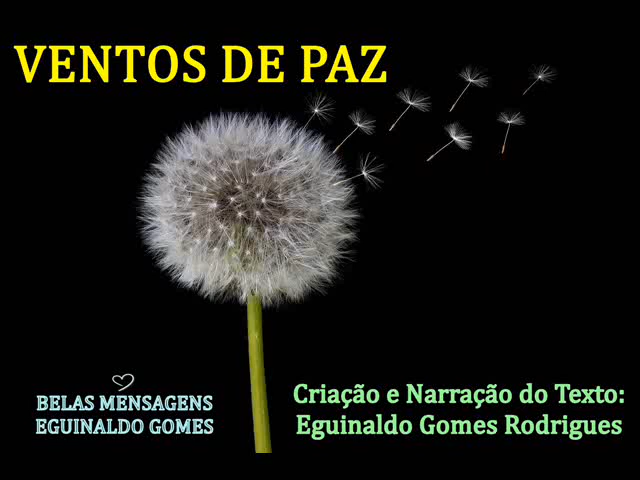 VENTOS DE PAZ
BELAS MENSAGENS
EGUINALDO GOMES
Criação e Narração do Texto:
Eguinaldo Gomes Rodrigues